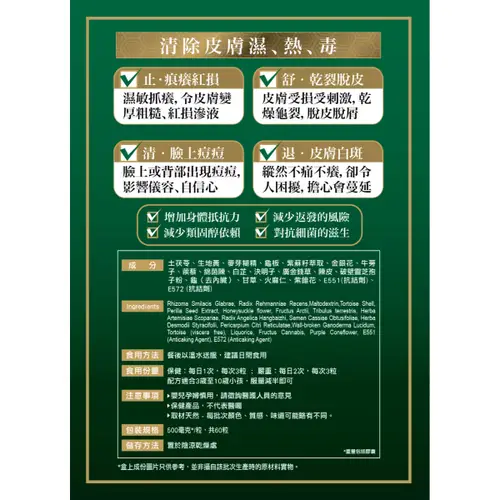 清除皮膚濕、熱、毒
止．痕癢紅損
濕敏抓痕, 令皮膚變
厚粗糙、紅損滲液
舒．乾裂脫皮
皮膚受損受刺激, 乾
燥龜裂, 脫皮脫屑
清．臉上痘痘
臉上或背部出現痘痘,
影響儀容、自信心
退．皮膚白斑
縱然不痛不癢, 卻令
人困擾, 擔心會蔓延
增加身體抵抗力
減少返發的風險
減少類固醇依賴
對抗細菌的滋生
成 分
土茯苓、生地黃、麥芽糊精，龜板、紫蘇籽萃取、金銀花、牛蒡
子、蒺藜、綿茵陳、白芷、決明子、廣金錢草、陳皮、破壁靈芝孢
子粉、龜（去內臟）、甘草、火麻仁、紫錐花、E551(抗結劑)、
E572 (抗結劑)
Ingredients
Rhizoma Smilacis Glabrae, Radix Rehmanniae Recens,Maltodextrin,Tortoise Shell,
Perilla Seed Extract, Honeysuckle flower, Fructus Arctii, Tribulus terrestris, Herba
Artemisiae Scopariae, Radix Angelica Hangbaizhi, Semen Cassiae Obtusifoliae, Herba
Desmodii Styracifolii, Pericarpium Citri Reticulatae,Well-broken Ganoderma Lucidum,
Tortoise (viscera free), Liquorice, Fructus Cannabis, Purple Coneflower, E551
(Anticaking Agent), E572 (Anticaking Agent)
食用方法
餐後以溫水送服，建議日間食用
食用份量
保健：每日1次，每次3粒 ； 嚴重：每日2次，每次3粒
配方適合3歲至10歲小孩，服量減半即可
注意事項
嬰兒孕婦慎用，請徵詢醫護人員的意見
保健產品，不代表醫囑
取材天然，每批次顏色、質感、味道可能略有不同。
包裝規格
500毫克*/粒，共60粒
儲存方法
置於陰涼乾燥處
*重量包括膠囊
*盒上成份圖片只供參考，並非攝自該批次生產時的原材料實物。